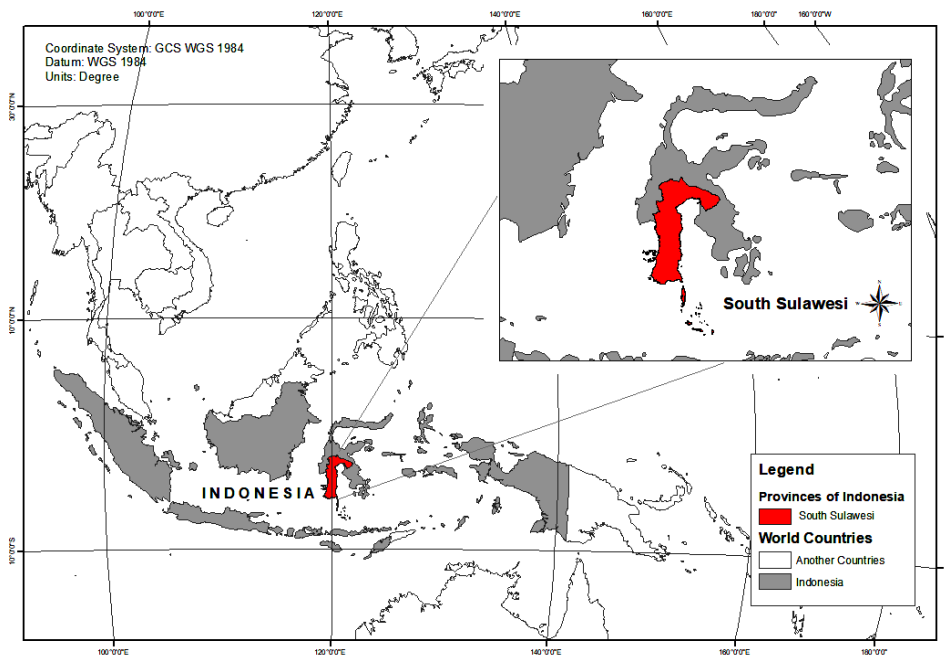 100°0'0"E 120°0'0"E 160°0'0"E 180°0'0" 160°0'0"W
Coordinate System: GCS WGS 1984
Datum: WGS 1984
Units: Degree
30°0'0"N
10°0'0"N
10°0'0"S
South Sulawesi
N
W E
S
INDONESIA
Legend
Provinces of Indonesia
South Sulawesi
World Countries
Another Countries
Indonesia
100°0'0"E 120°0'0"E 140°0'0"E 160°0'0"E 180°0'0"